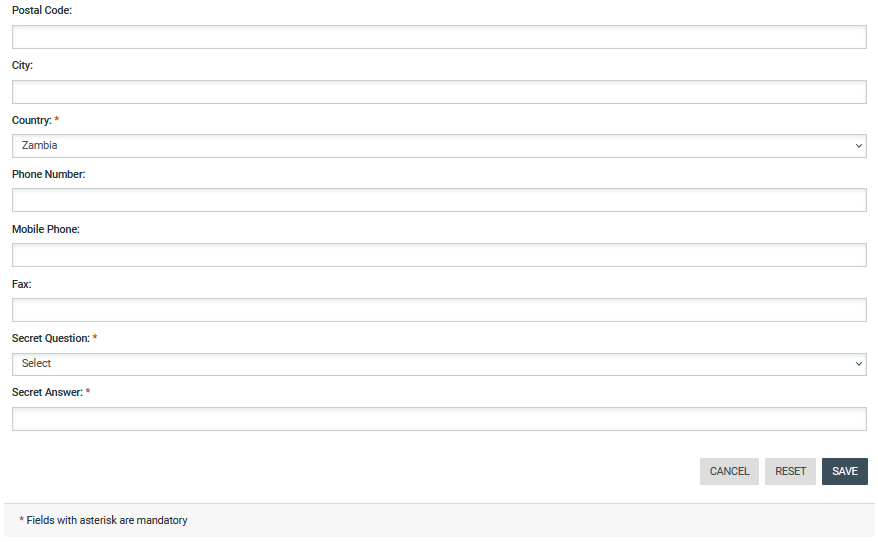 Postal Code:
City:
Country: *
Zambia
Phone Number:
Mobile Phone:
Fax:
Secret Question: *
Select
Secret Answer: *
CANCEL RESET SAVE
* Fields with asterisk are mandatory